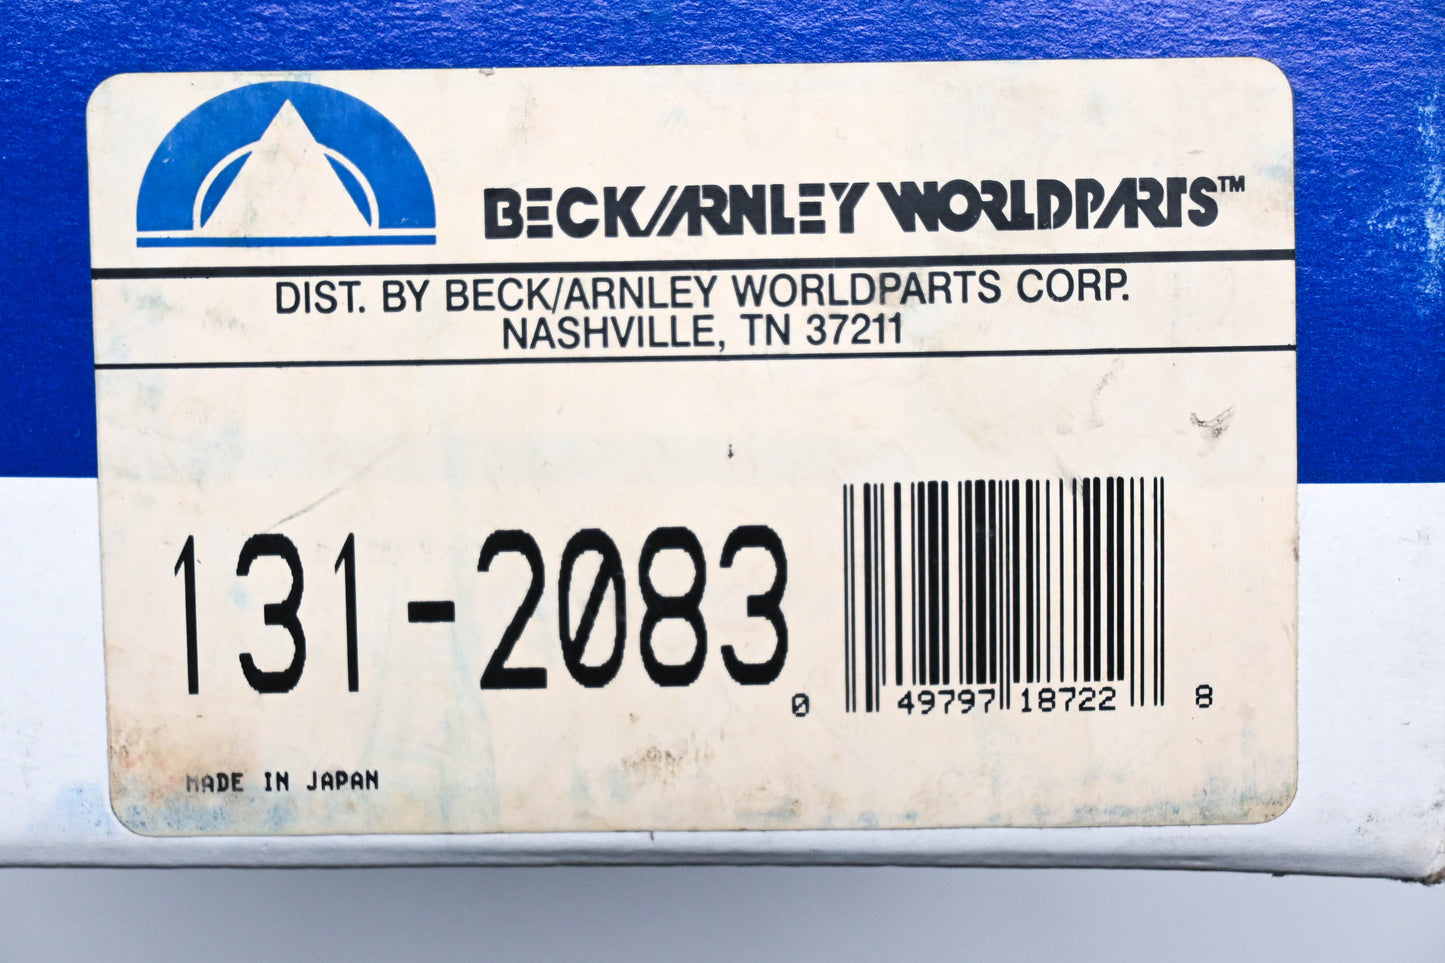 BECK/ARNLEY WORLDPARTS™
DIST. BY BECK/ARNLEY WORLDPARTS CORP.
NASHVILLE, TN 37211
131-2083
0 49797 18722 8
MADE IN JAPAN